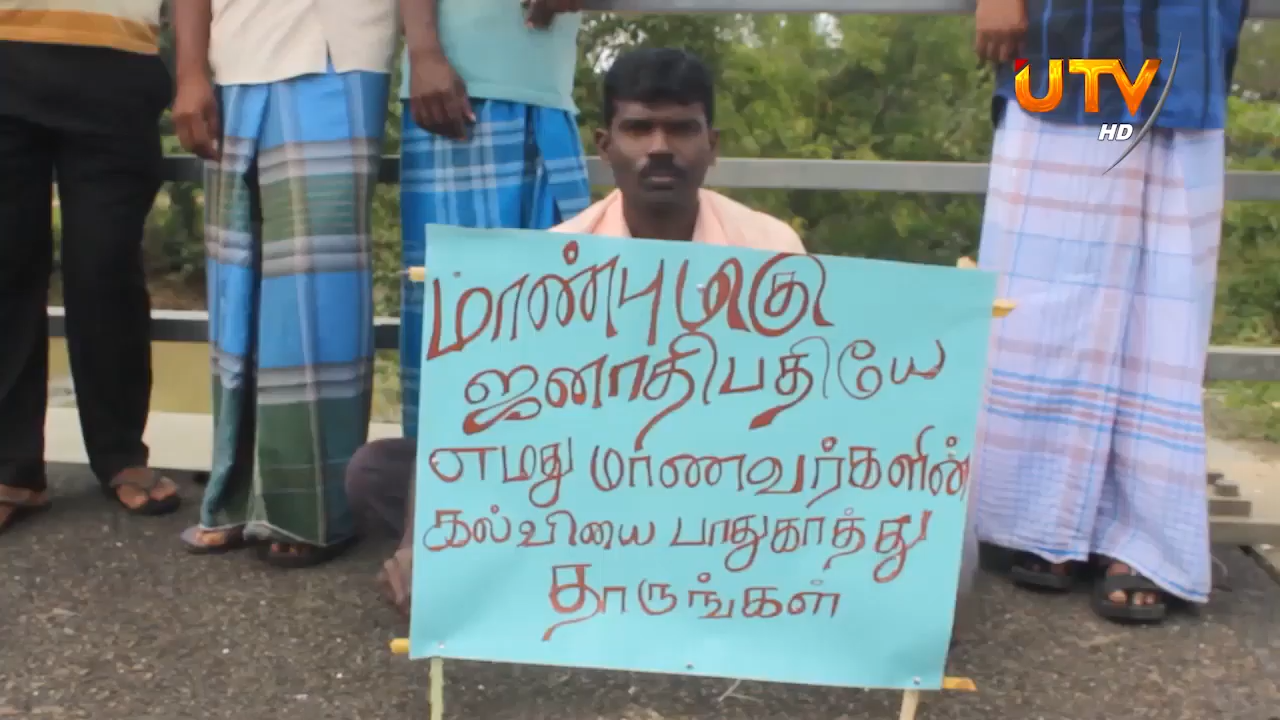 UTV
HD
மாண்புமிகு
ஜனாதிபதியே
எமது மாணவர்களின்
கல்வியை பாதுகாத்து
தாருங்கள்